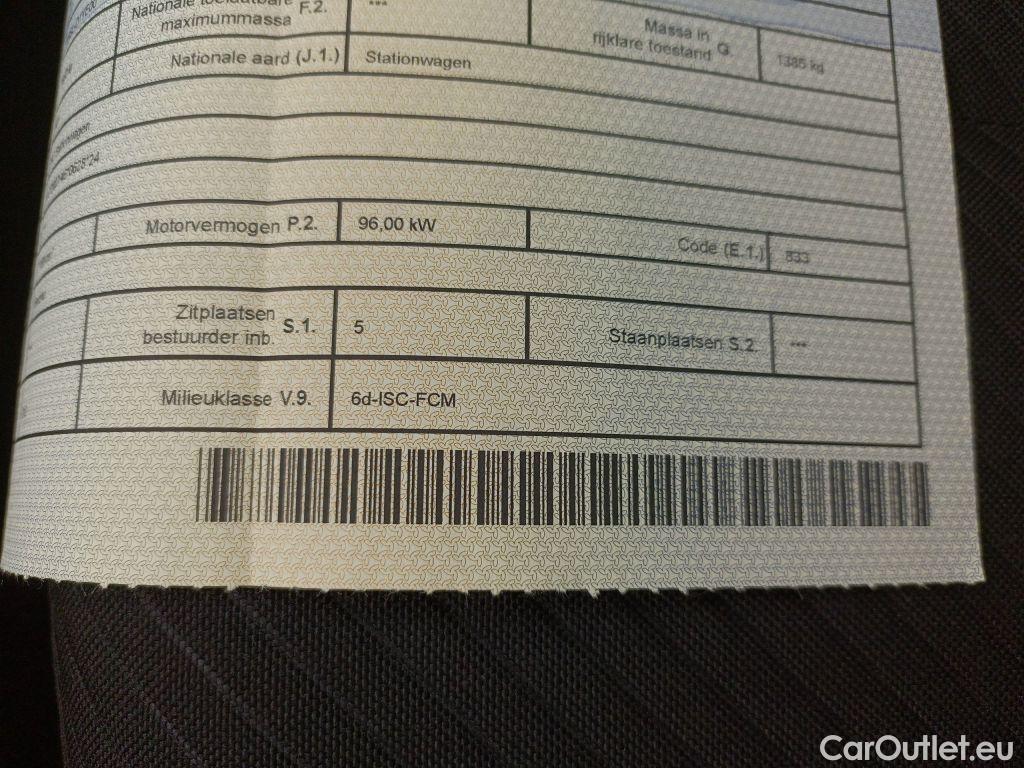 Nationale toelaatbare F.2. ***
maximummassa
Massa in G.
rijklare toestand
1385 kg
Nationale aard (J.1.) Stationwagen
Motorvermogen P.2. 96,00 kW
Code (E.1.) 833
Zitplaatsen S.1. 5
bestuurder inb.
Staanplaatsen S.2. ***
Milieuklasse V.9. 6d-ISC-FCM
CarOutlet.eu